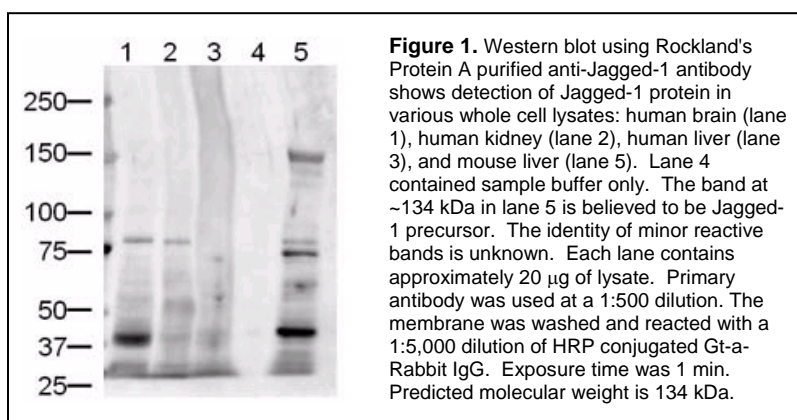 1 2 3 4 5
250
150
100
75
50
37
25
Figure 1. Western blot using Rockland's
Protein A purified anti-Jagged-1 antibody
shows detection of Jagged-1 protein in
various whole cell lysates: human brain (lane
1), human kidney (lane 2), human liver (lane
3), and mouse liver (lane 5). Lane 4
contained sample buffer only. The band at
~134 kDa in lane 5 is believed to be Jagged-
1 precursor. The identity of minor reactive
bands is unknown. Each lane contains
approximately 20 μg of lysate. Primary
antibody was used at a 1:500 dilution. The
membrane was washed and reacted with a
1:5,000 dilution of HRP conjugated Gt-a-
Rabbit IgG. Exposure time was 1 min.
Predicted molecular weight is 134 kDa.